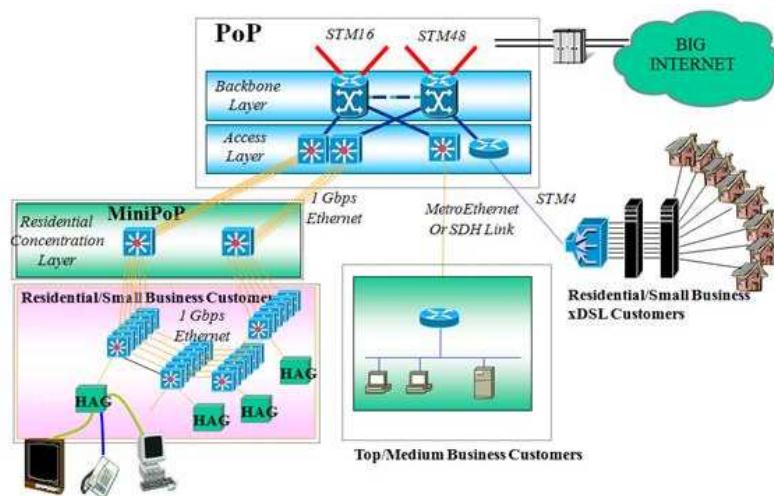 PoP
STM16
STM48
BIG
INTERNET
Backbone
Layer
Access
Layer
1 Gbps
Ethernet
MiniPoP
Residential
Concentration
Layer
MetroEthernet
Or SDH Link
STM4
Residential/Small Business Custome
1 Gbps
Ethernet
HAG
HAG
HAG
HAG
Residential/Small Business
xDSL Customers
Top/Medium Business Customers